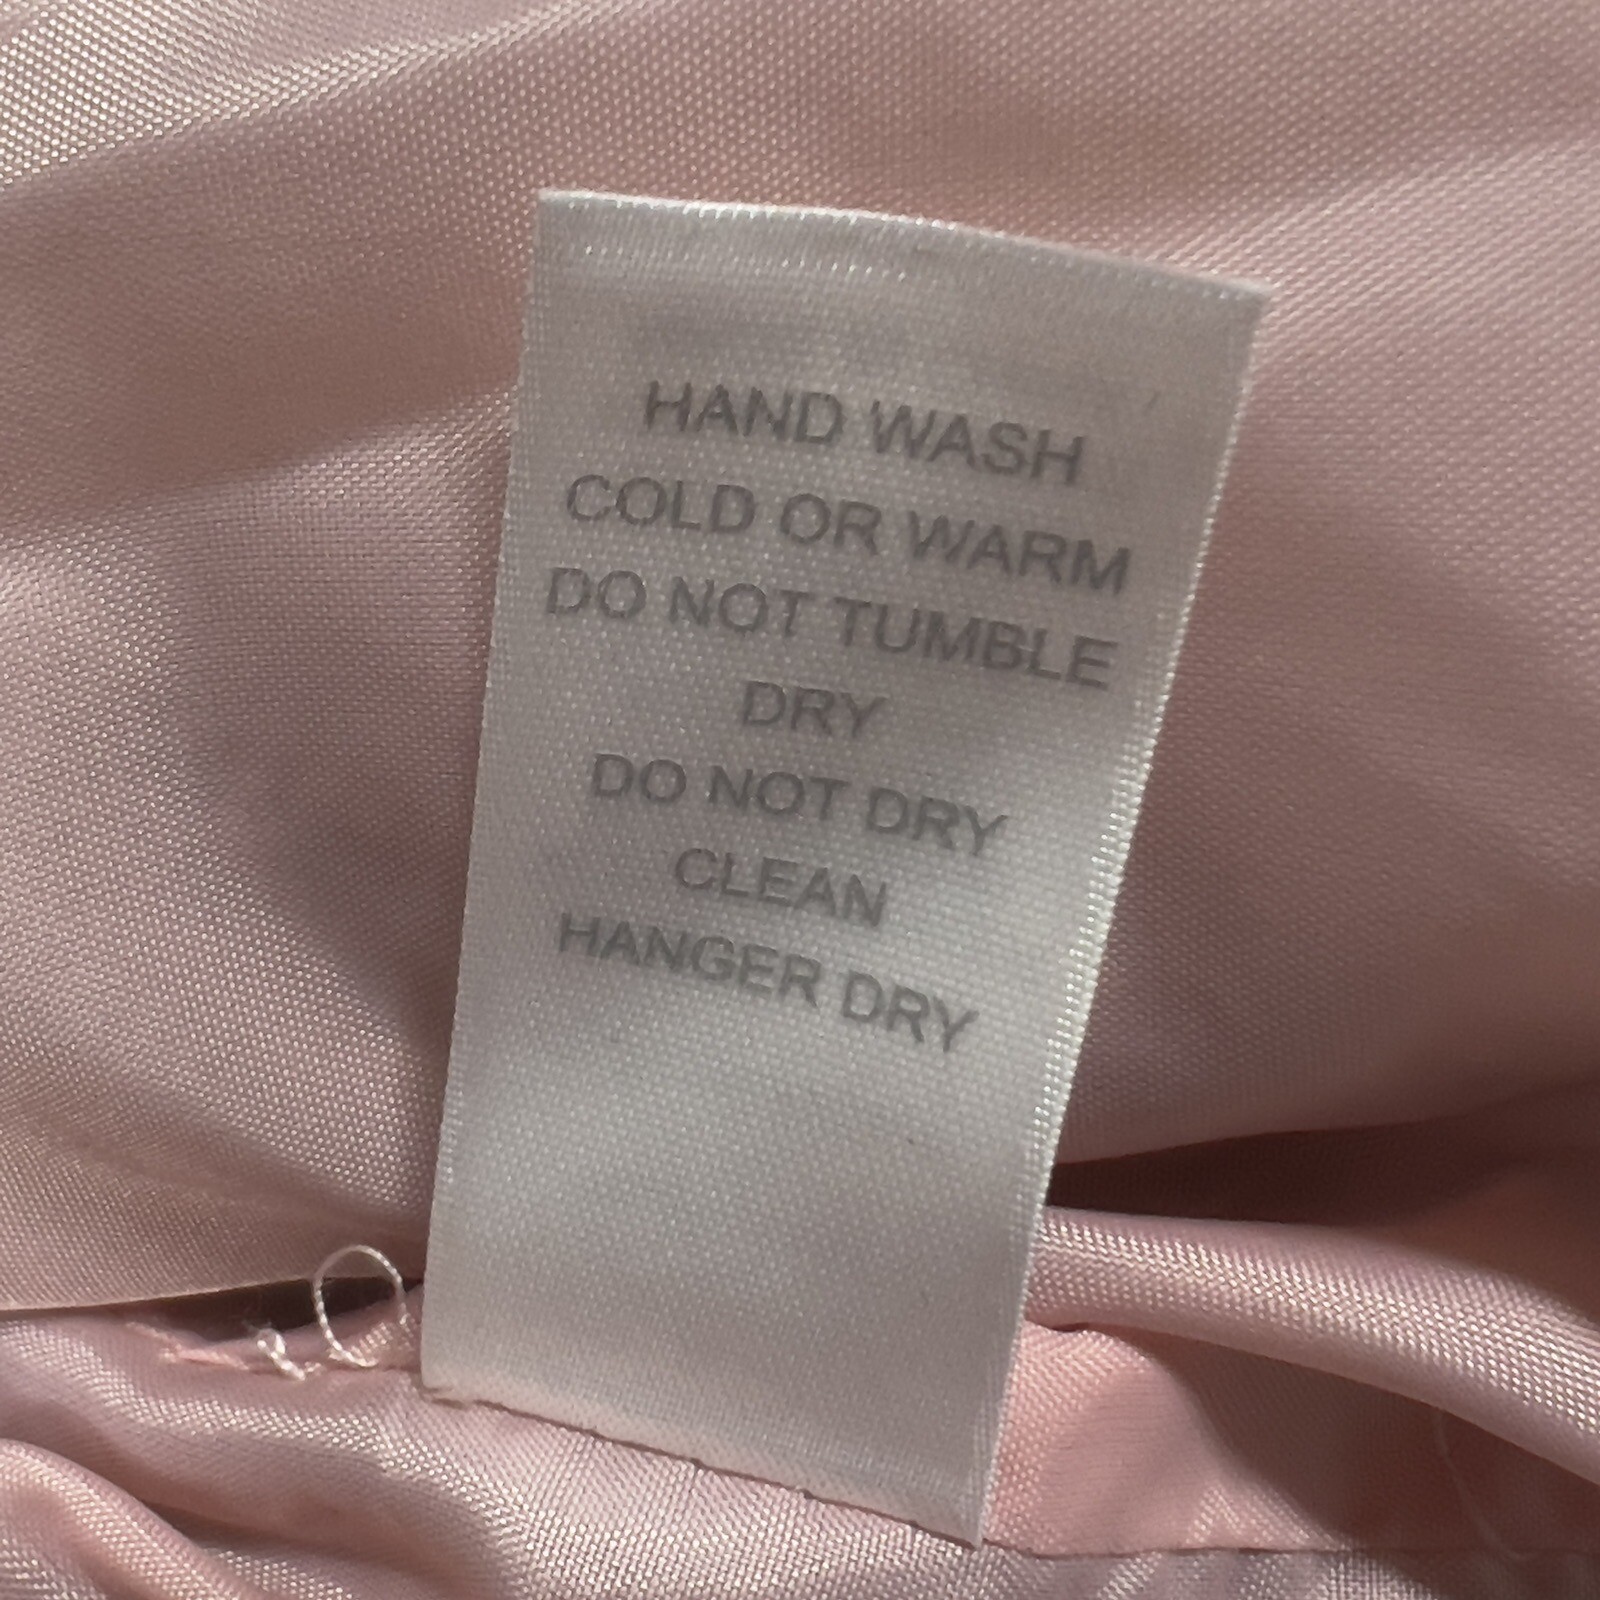 HAND WASH
COLD OR WARM
DO NOT TUMBLE
DRY
DO NOT DRY
CLEAN
HANGER DRY